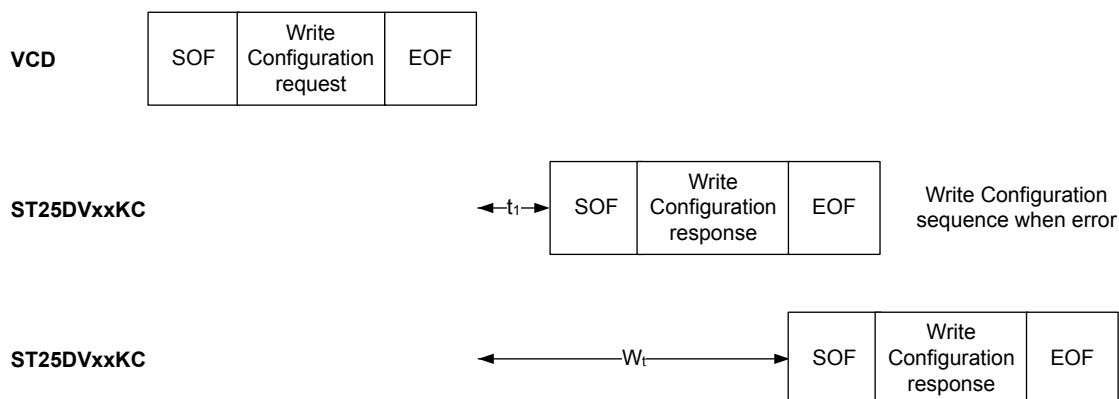 VCD
SOF
Write
Configuration
request
EOF
ST25DVxxKC
t1
SOF
Write
Configuration
response
EOF
Write Configuration
sequence when error
ST25DVxxKC
Wt
SOF
Write
Configuration
response
EOF